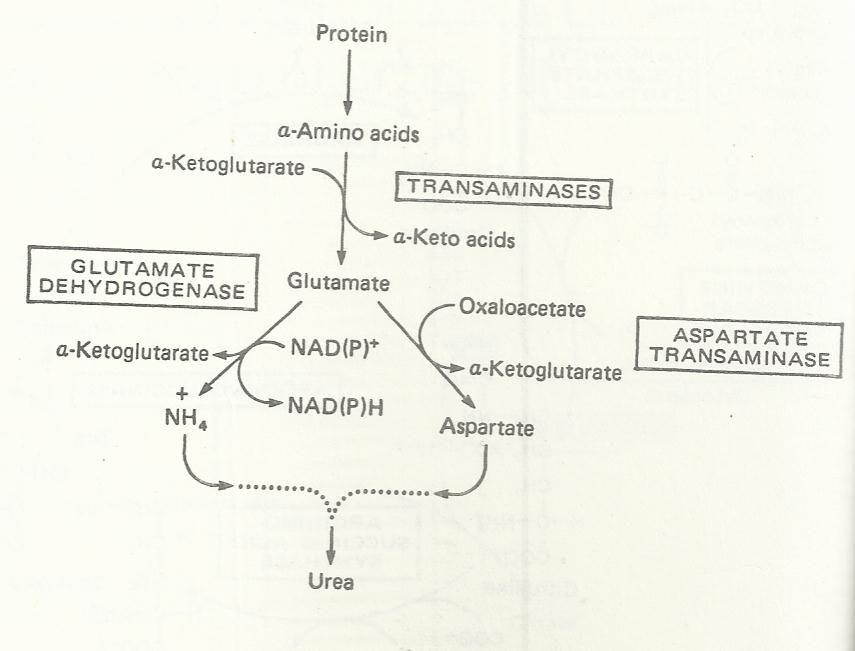 Protein
α-Amino acids
α-Ketoglutarate
TRANSAMINASES
α-Keto acids
GLUTAMATE
DEHYDROGENASE
Glutamate
Oxaloacetate
ASPARTATE
TRANSAMINASE
α-Ketoglutarate
NAD(P)⁺
α-Ketoglutarate
NAD(P)H
⁺NH₄
Aspartate
Urea